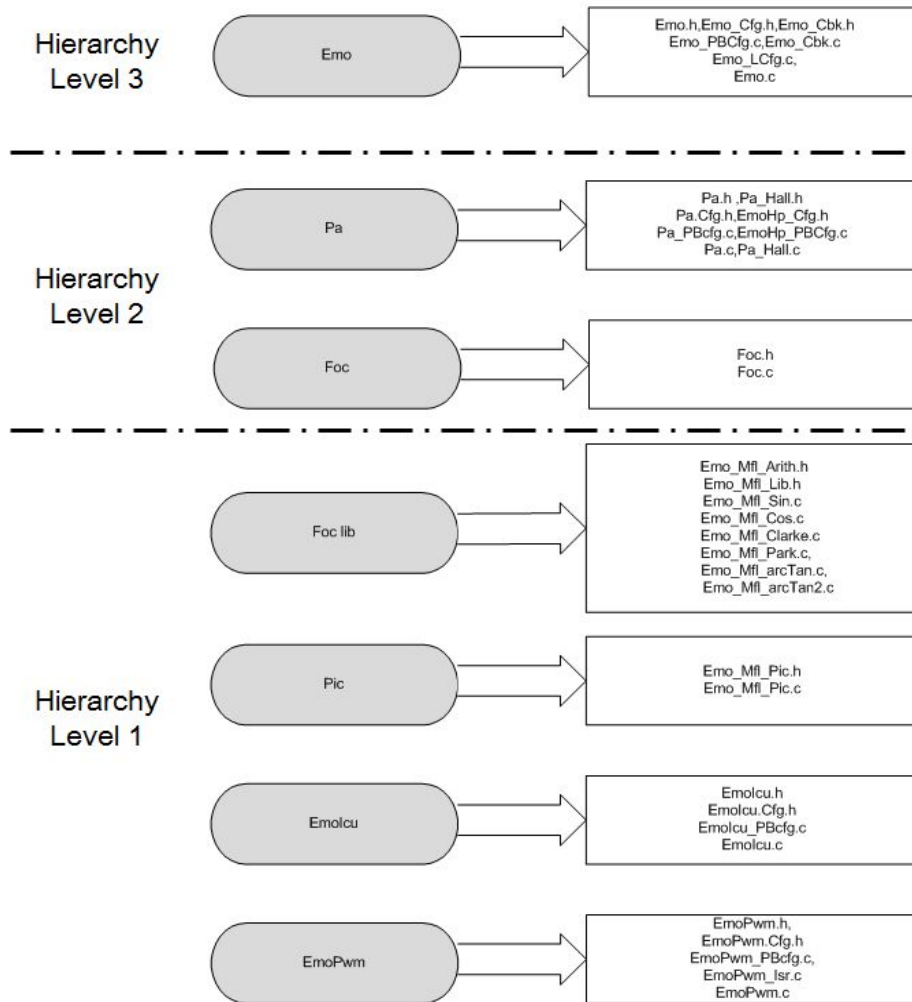 Hierarchy
Level 3
Emo
Emo.h,Emo_Cfg.h,Emo_Cbk.h
Emo_PBCfg.c,Emo_Cbk.c
Emo_LCfg.c,
Emo.c
Hierarchy
Level 2
Pa
Pa.h ,Pa_Hall.h
Pa.Cfg.h,EmoHp_Cfg.h
Pa_PBcfg.c,EmoHp_PBCfg.c
Pa.c,Pa_Hall.c
Foc
Foc.h
Foc.c
Hierarchy
Level 1
Foc lib
Emo_Mfl_Arith.h
Emo_Mfl_Lib.h
Emo_Mfl_Sin.c
Emo_Mfl_Cos.c
Emo_Mfl_Clarke.c
Emo_Mfl_Park.c,
Emo_Mfl_arcTan.c,
Emo_Mfl_arcTan2.c
Pic
Emo_Mfl_Pic.h
Emo_Mfl_Pic.c
EmoIcu
EmoIcu.h
EmoIcu.Cfg.h
EmoIcu_PBcfg.c
EmoIcu.c
EmoPwm
EmoPwm.h,
EmoPwm.Cfg.h
EmoPwm_PBcfg.c,
EmoPwm_Isr.c
EmoPwm.c